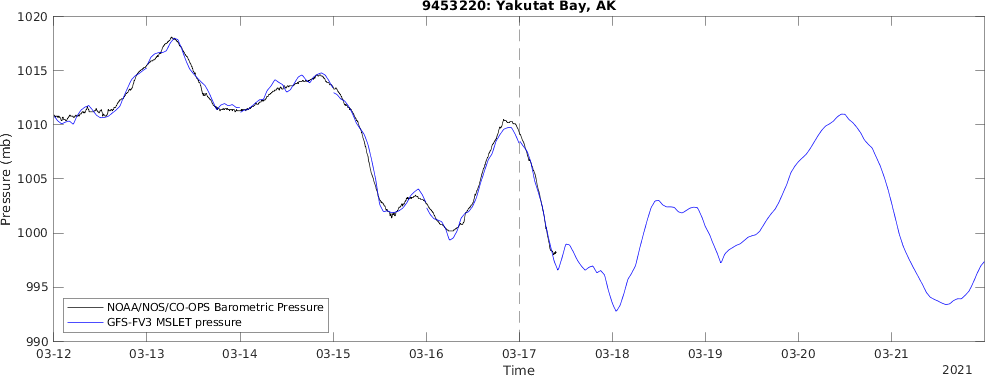 9453220: Yakutat Bay, AK
Pressure (mb)
1020
1015
1010
1005
1000
995
990
NOAA/NOS/CO-OPS Barometric Pressure
GFS-FV3 MSLET pressure
03-12 03-13 03-14 03-15 03-16 03-17 03-18 03-19 03-20 03-21
Time
2021